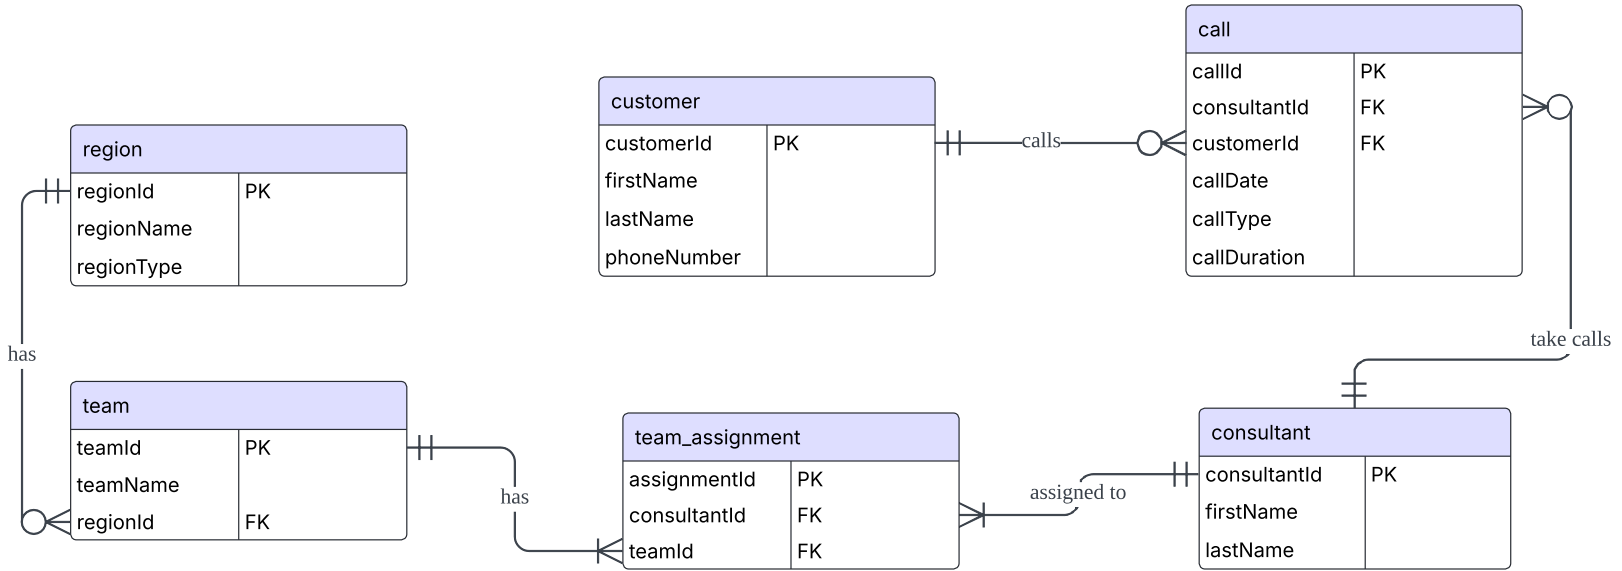 region
regionId PK
regionName
regionType
has
team
teamId PK
teamName
regionId FK
has
customer
customerId PK
firstName
lastName
phoneNumber
calls
call
callId PK
consultantId FK
customerId FK
callDate
callType
callDuration
take calls
team_assignment
assignmentId PK
consultantId FK
teamId FK
assigned to
consultant
consultantId PK
firstName
lastName